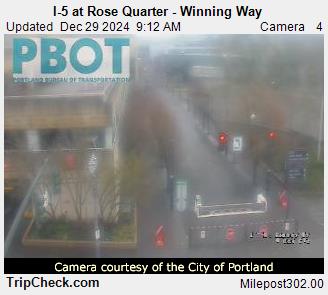 I-5 at Rose Quarter - Winning Way
Updated Dec 29 2024 9:12 AM Camera 4
PBOT
PORTLAND BUREAU OF TRANSPORTATION
Camera courtesy of the City of Portland
TripCheck.com Milepost302.00